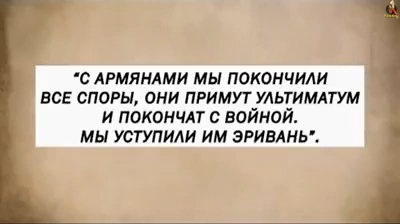 "С АРМЯНАМИ МЫ ПОКОНЧИЛИ
ВСЕ СПОРЫ, ОНИ ПРИМУТ УЛЬТИМАТУМ
И ПОКОНЧАТ С ВОЙНОЙ.
МЫ УСТУПИЛИ ИМ ЭРИВАНЬ".